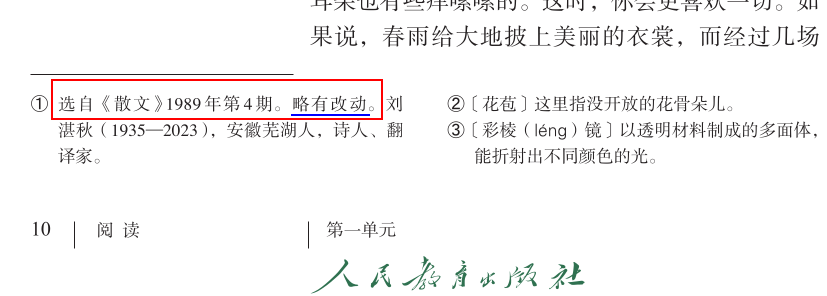 耳朵也有些痒嗦嗦的。这时，你会更喜欢一切。如
果说，春雨给大地披上美丽的衣裳，而经过几场
① 选自《散文》1989年第4期。略有改动。刘
湛秋（1935—2023），安徽芜湖人，诗人、翻
译家。
②〔花苞〕这里指没开放的花骨朵儿。
③〔彩棱（léng）镜〕以透明材料制成的多面体，
能折射出不同颜色的光。
10 阅 读 第一单元
人民教育出版社